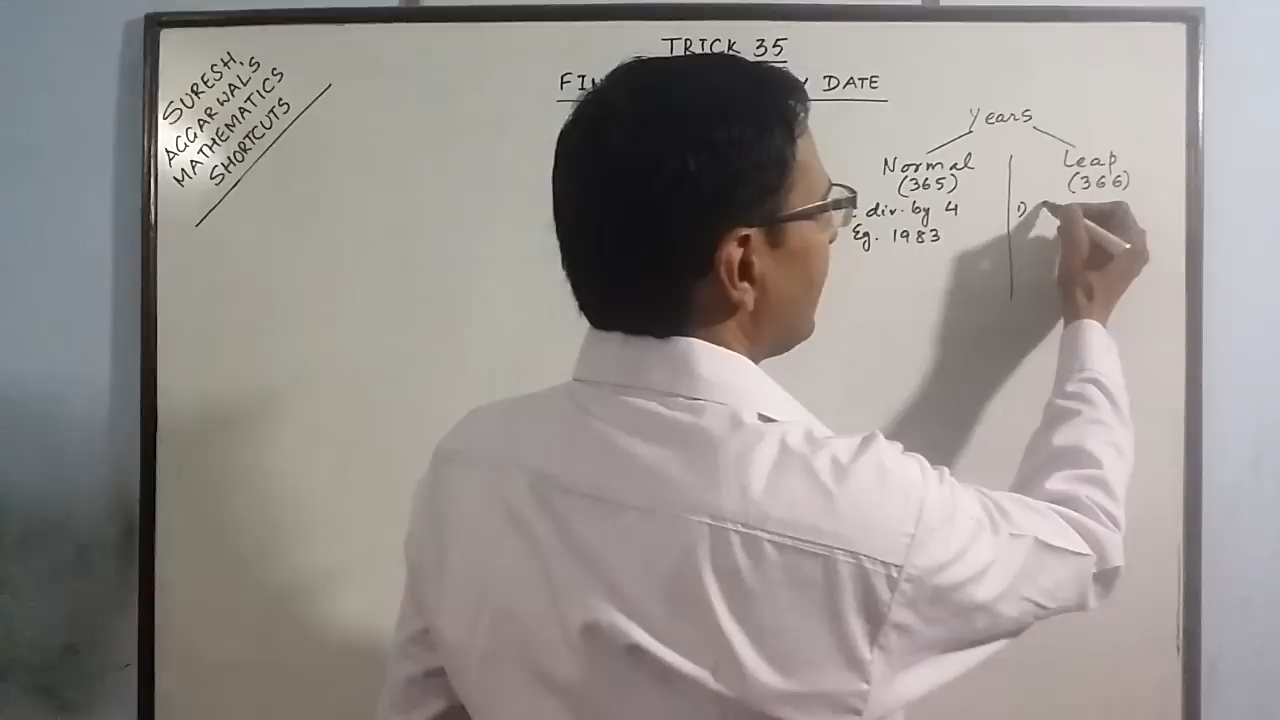 SURESH
AGGARWAL'S
MATHEMATICS
SHORTCUTS
TRICK 35
DATE
Years
Normal
(365)
div. by 4
Eg. 1983
Leap
(366)
1)